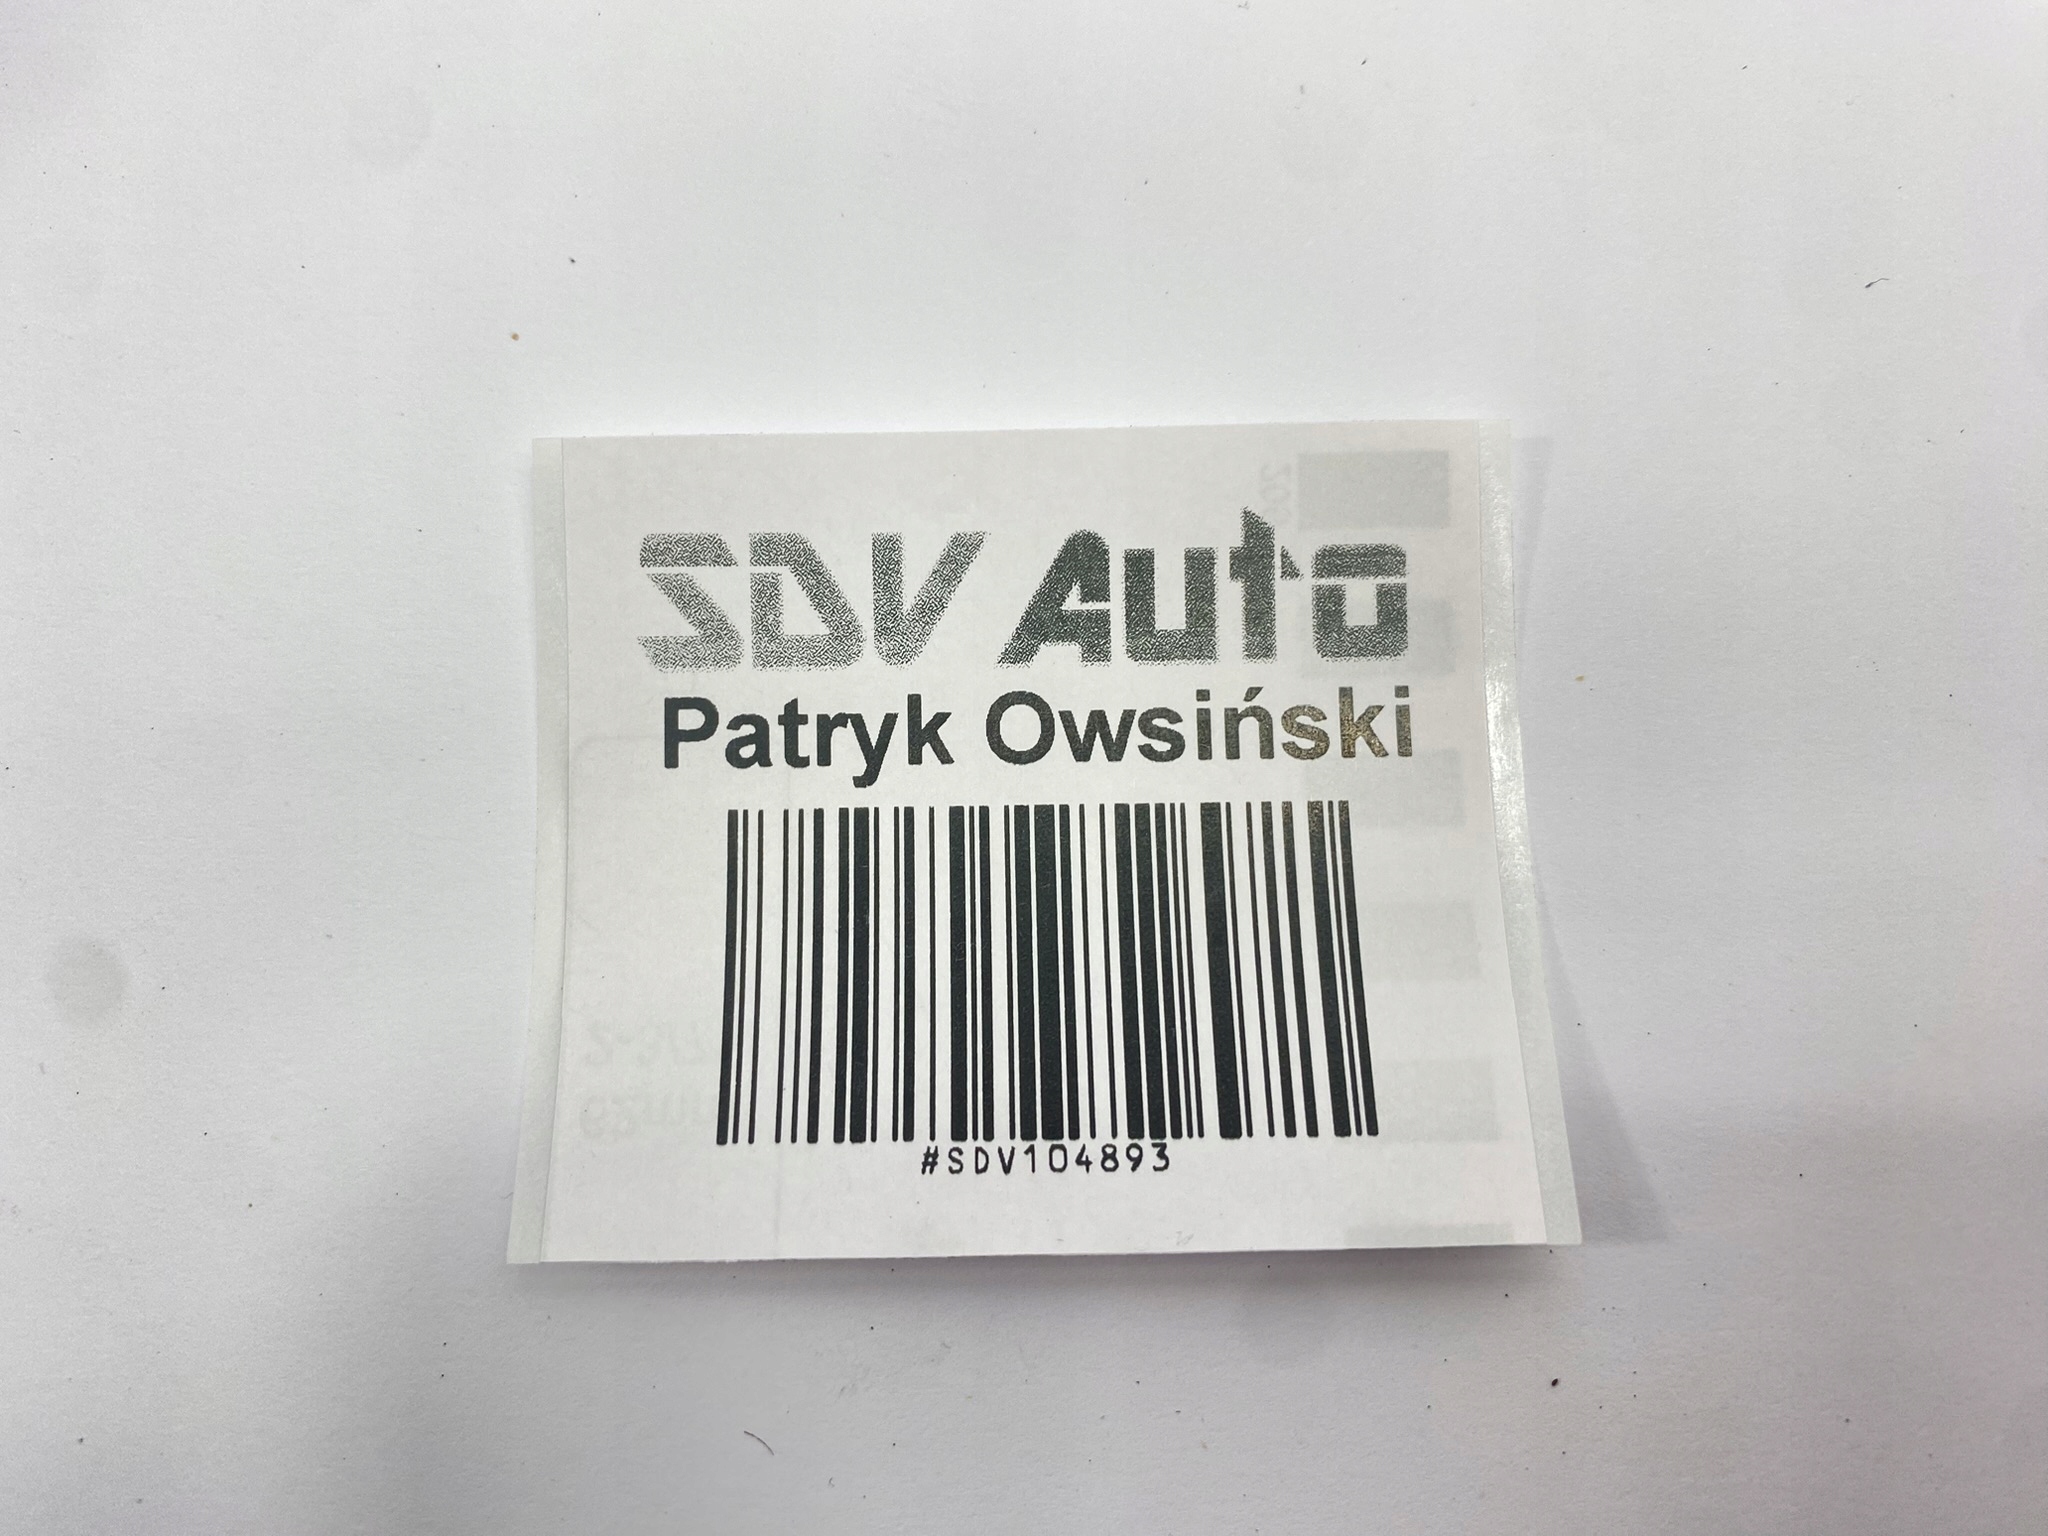 SDV Auto
Patryk Owsiński
#SDV104893